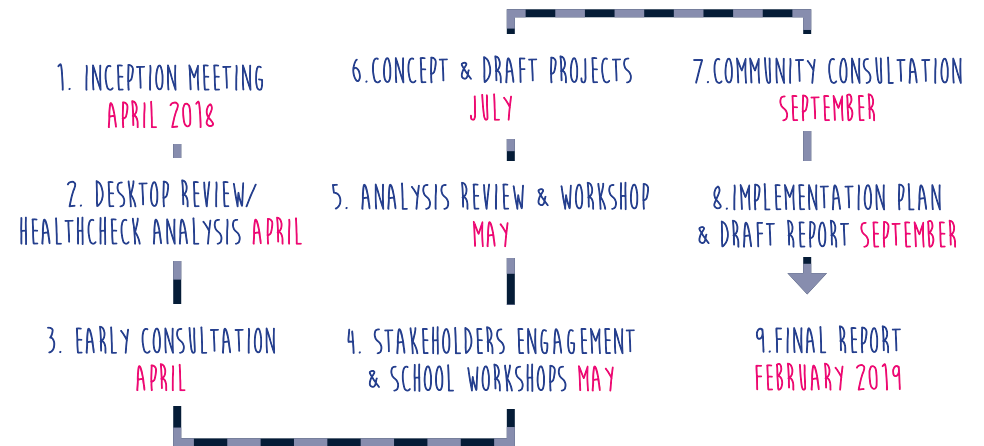 1. INCEPTION MEETING
APRIL 2018
2. DESKTOP REVIEW/
HEALTHCHECK ANALYSIS APRIL
3. EARLY CONSULTATION
APRIL
4. STAKEHOLDERS ENGAGEMENT
& SCHOOL WORKSHOPS MAY
5. ANALYSIS REVIEW & WORKSHOP
MAY
6.CONCEPT & DRAFT PROJECTS
JULY
7.COMMUNITY CONSULTATION
SEPTEMBER
8.IMPLEMENTATION PLAN
& DRAFT REPORT SEPTEMBER
9.FINAL REPORT
FEBRUARY 2019